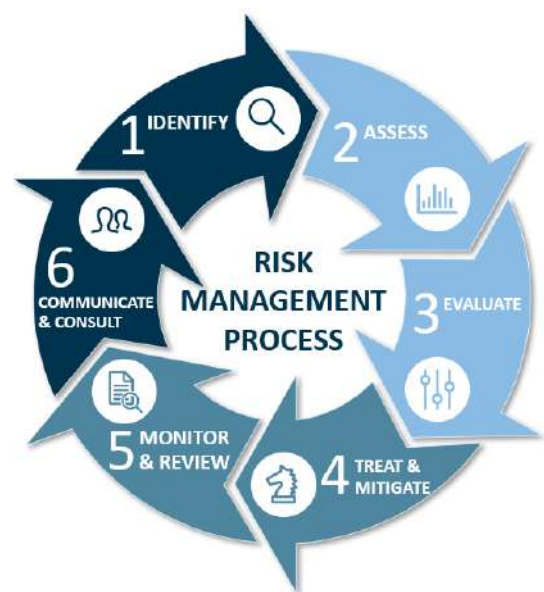 1 IDENTIFY
2 ASSESS
3 EVALUATE
4 TREAT &
MITIGATE
5 MONITOR
& REVIEW
6
COMMUNICATE
& CONSULT
RISK
MANAGEMENT
PROCESS